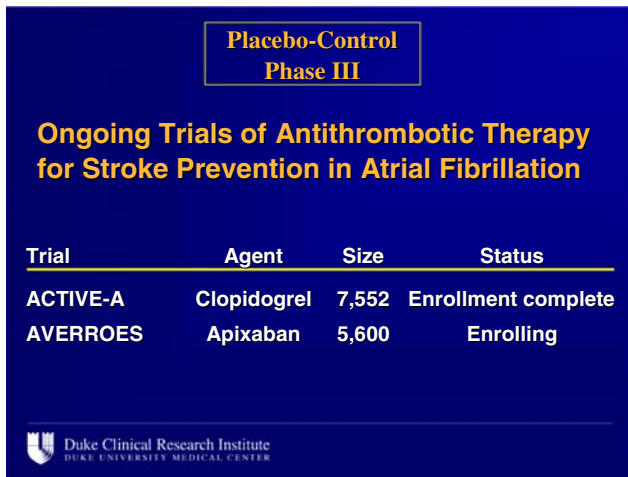 Placebo-Control
Phase III
Ongoing Trials of Antithrombotic Therapy
for Stroke Prevention in Atrial Fibrillation
Trial Agent Size Status
ACTIVE-A Clopidogrel 7,552 Enrollment complete
AVERROES Apixaban 5,600 Enrolling
Duke Clinical Research Institute
DUKE UNIVERSITY MEDICAL CENTER